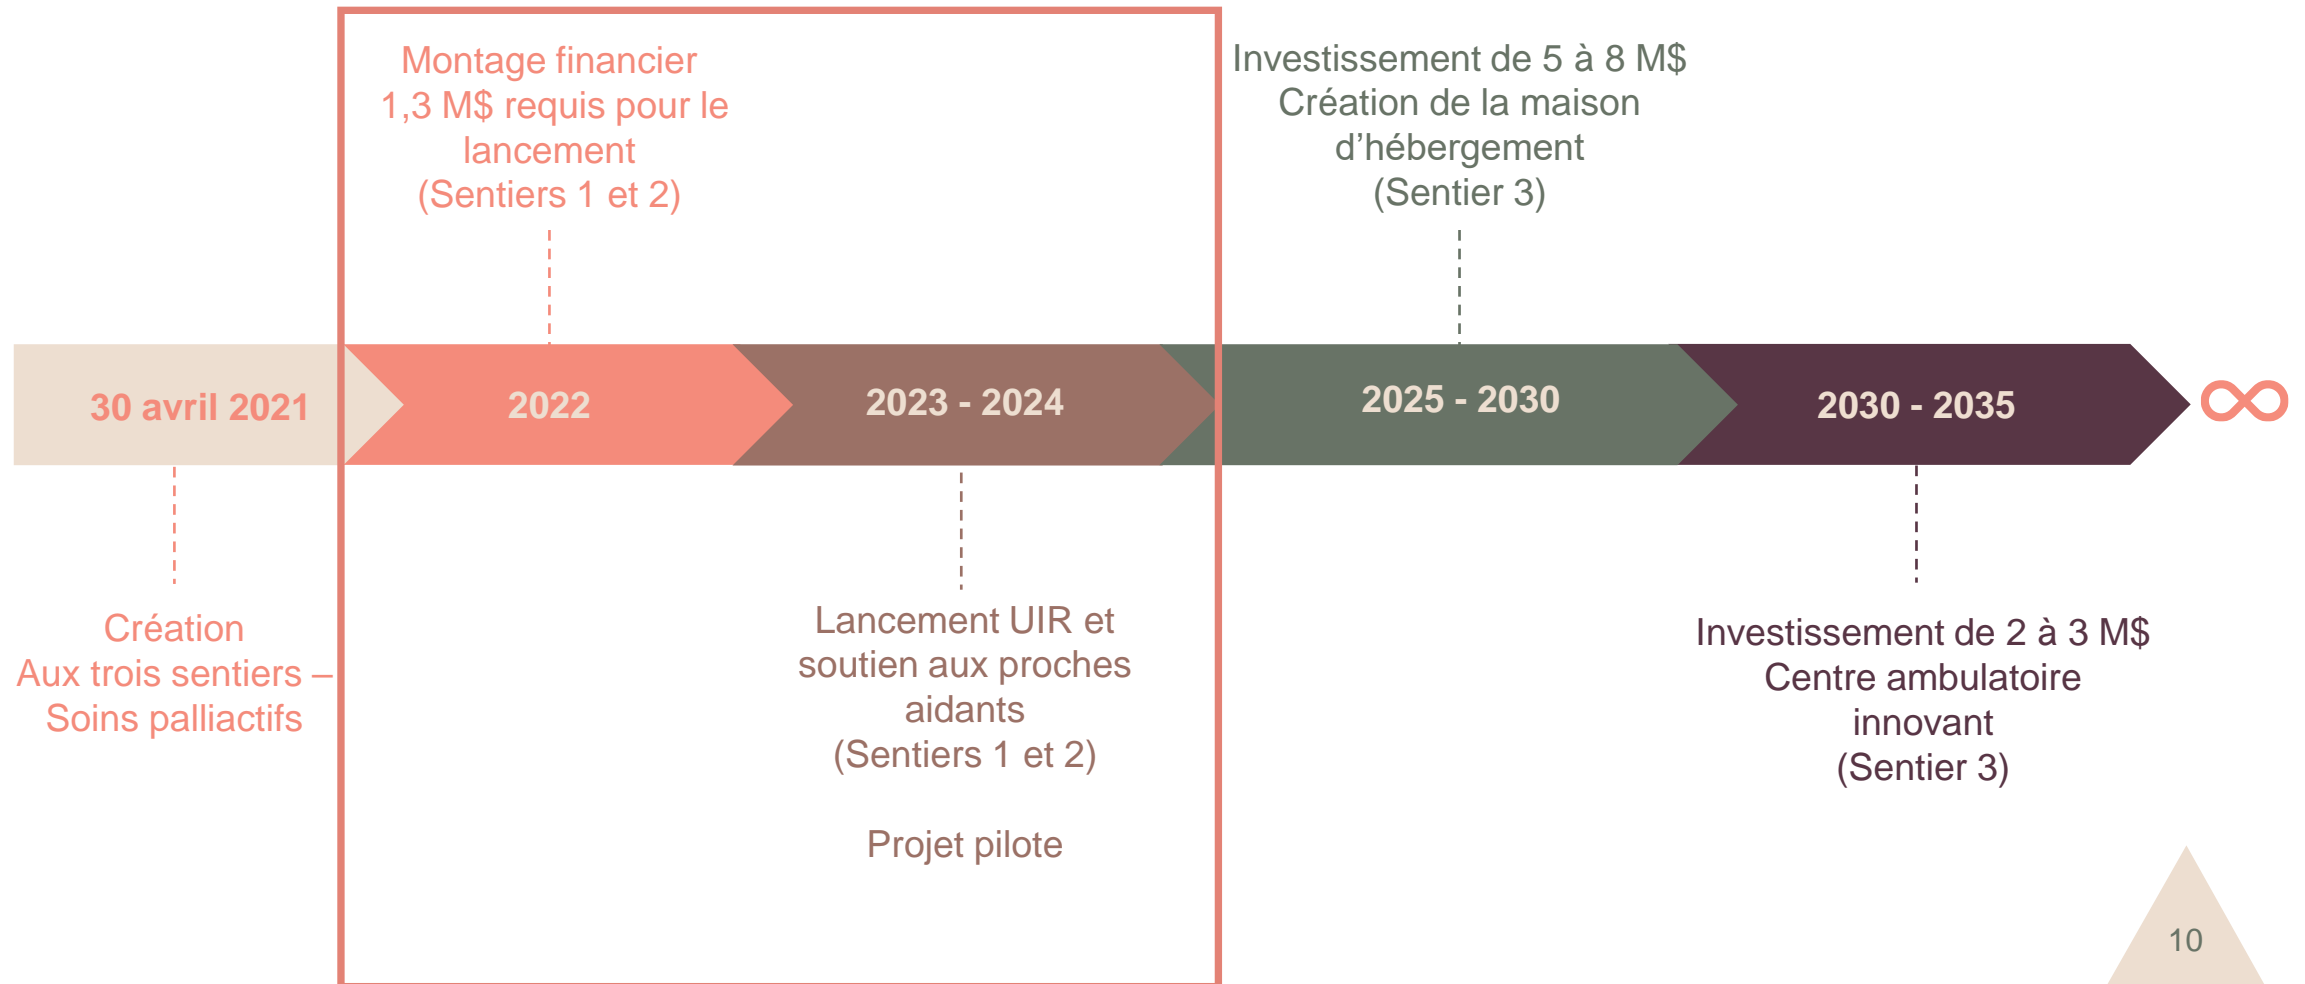 Montage financier
1,3 M$ requis pour le
lancement
(Sentiers 1 et 2)
Investissement de 5 à 8 M$
Création de la maison
d’hébergement
(Sentier 3)
30 avril 2021
2022
2023 - 2024
2025 - 2030
2030 - 2035
Création
Aux trois sentiers –
Soins palliactifs
Lancement UIR et
soutien aux proches
aidants
(Sentiers 1 et 2)
Projet pilote
Investissement de 2 à 3 M$
Centre ambulatoire
innovant
(Sentier 3)
10